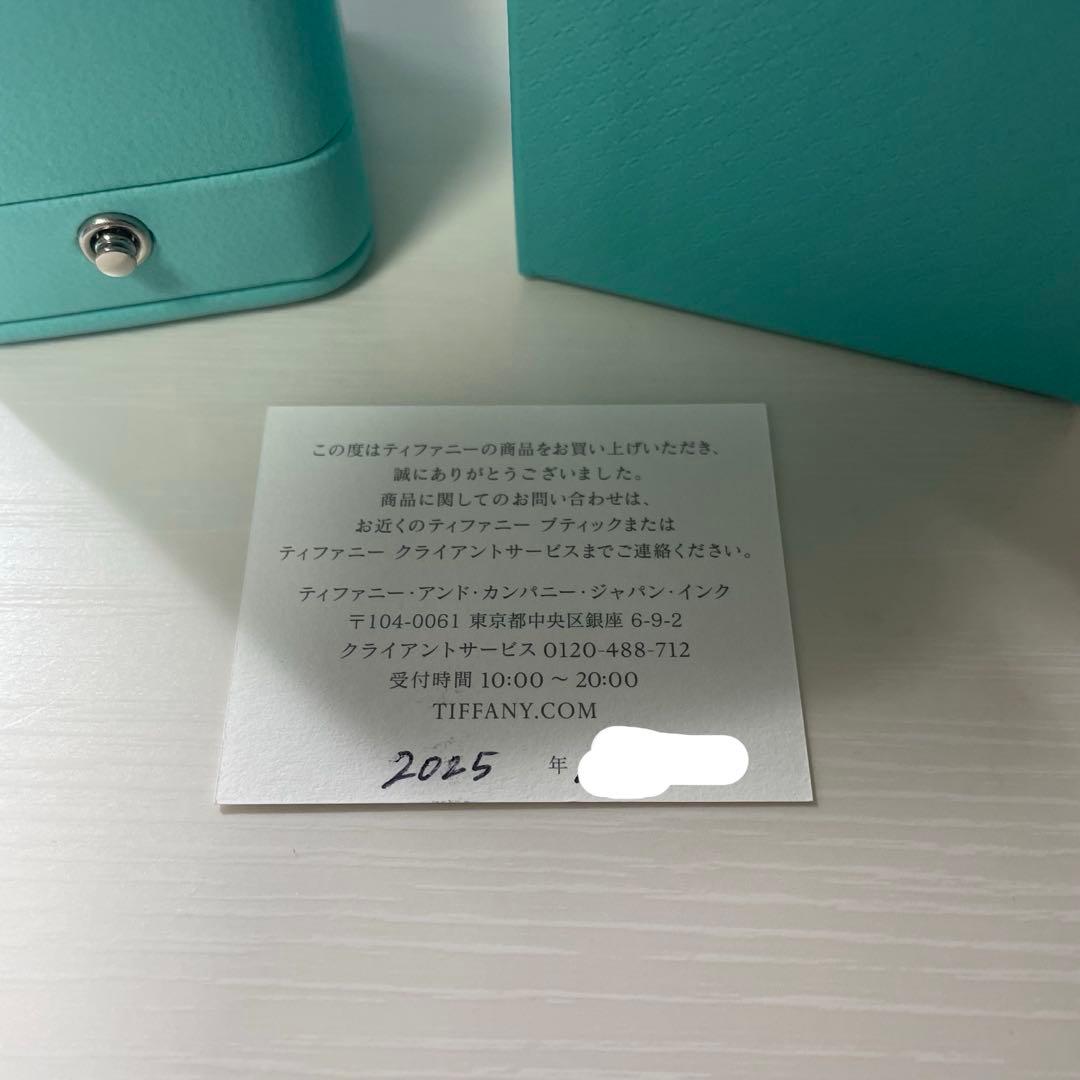 この度はティファニーの商品をお買い上げいただき、
誠にありがとうございました。
商品に関してのお問い合わせは、
お近くのティファニー ブティックまたは
ティファニー クライアントサービスまでご連絡ください。
ティファニー・アンド・カンパニー・ジャパン・インク
〒104-0061 東京都中央区銀座 6-9-2
クライアントサービス 0120-488-712
受付時間 10:00 ～ 20:00
TIFFANY.COM
2025 年